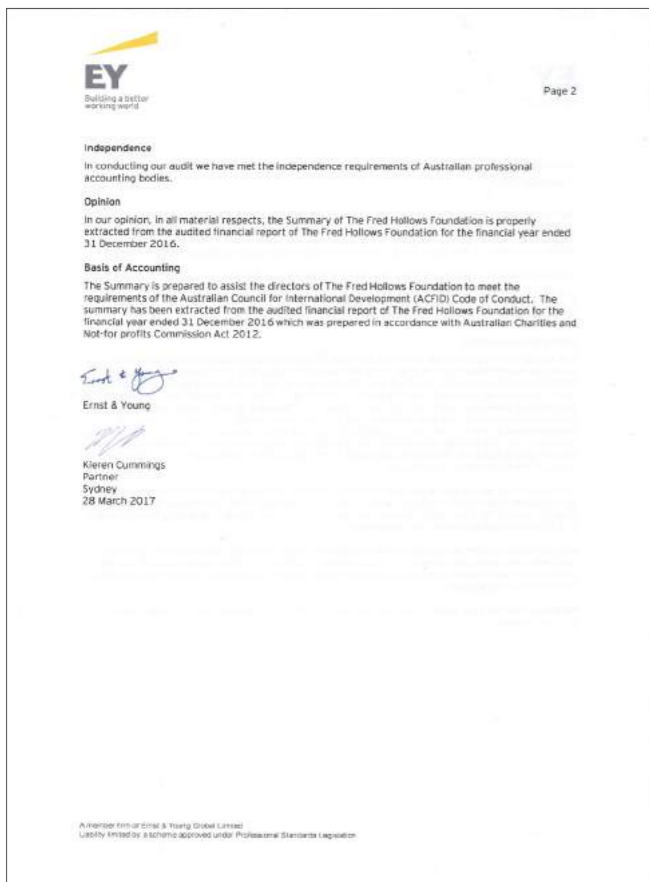 EY
Building a better
working world
Page 2
Independence
In conducting our audit we have met the independence requirements of Australian professional
accounting bodies.
Opinion
In our opinion, in all material respects, the Summary of The Fred Hollows Foundation is properly
extracted from the audited financial report of The Fred Hollows Foundation for the financial year ended
31 December 2016.
Basis of Accounting
The Summary is prepared to assist the directors of The Fred Hollows Foundation to meet the
requirements of the Australian Council for International Development (ACFID) Code of Conduct. The
summary has been extracted from the audited financial report of The Fred Hollows Foundation for the
financial year ended 31 December 2016 which was prepared in accordance with Australian Charities and
Not-for profits Commission Act 2012.
Ernst & Young
Ernst & Young
Kieren Cummings
Partner
Sydney
28 March 2017
A member firm of Ernst & Young Global Limited
Liability limited by a scheme approved under Professional Standards Legislation